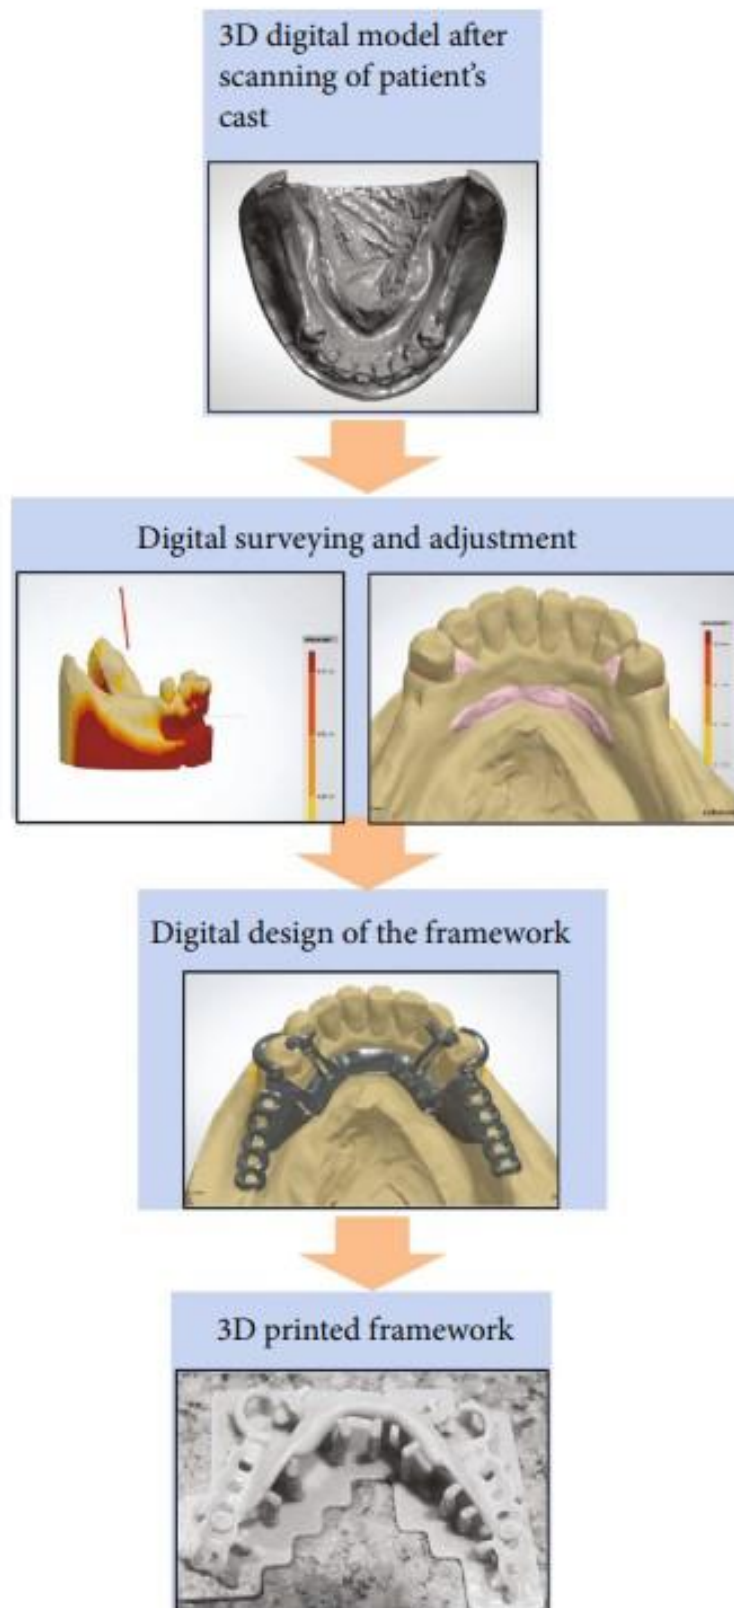 3D digital model after
scanning of patient's
cast
Digital surveying and adjustment
Digital design of the framework
3D printed framework